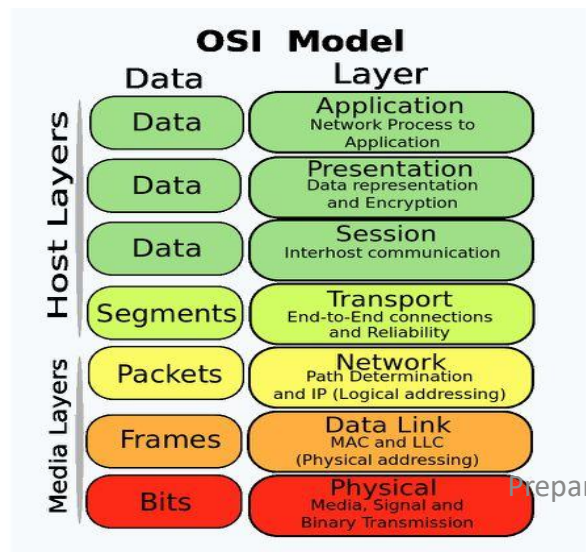 OSI Model
Data Layer
Host Layers
Data
Application
Network Process to
Application
Data
Presentation
Data representation
and Encryption
Data
Session
Interhost communication
Segments
Transport
End-to-End connections
and Reliability
Media Layers
Packets
Network
Path Determination
and IP (Logical addressing)
Frames
Data Link
MAC and LLC
(Physical addressing)
Bits
Physical
Media, Signal and
Binary Transmission
Prepar